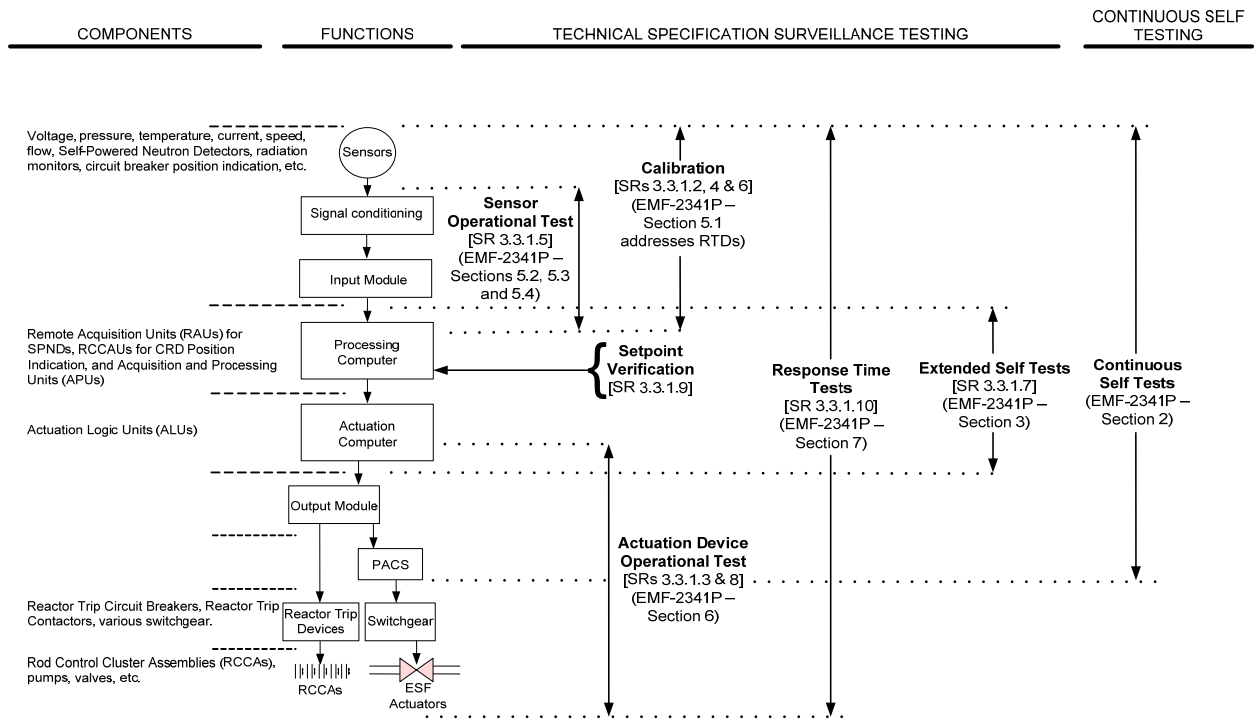 COMPONENTS
FUNCTIONS
TECHNICAL SPECIFICATION SURVEILLANCE TESTING
CONTINUOUS SELF
TESTING
Voltage, pressure, temperature, current, speed,
flow, Self-Powered Neutron Detectors, radiation
monitors, circuit breaker position indication, etc.
Sensors
Signal conditioning
Input Module
Sensor
Operational Test
[SR 3.3.1.5]
(EMF-2341P –
Sections 5.2, 5.3
and 5.4)
Calibration
[SRs 3.3.1.2, 4 & 6]
(EMF-2341P –
Section 5.1
addresses RTDs)
Remote Acquisition Units (RAUs) for
SPNDs, RCCAUs for CRD Position
Indication, and Acquisition and Processing
Units (APUs)
Processing
Computer
{
Setpoint
Verification
[SR 3.3.1.9]
Response Time
Tests
[SR 3.3.1.10]
(EMF-2341P –
Section 7)
Extended Self Tests
[SR 3.3.1.7]
(EMF-2341P –
Section 3)
Continuous
Self Tests
(EMF-2341P –
Section 2)
Actuation Logic Units (ALUs)
Actuation
Computer
Output Module
PACS
Actuation Device
Operational Test
[SRs 3.3.1.3 & 8]
(EMF-2341P –
Section 6)
Reactor Trip Circuit Breakers, Reactor Trip
Contactors, various switchgear.
Reactor Trip
Devices
Switchgear
Rod Control Cluster Assemblies (RCCAs),
pumps, valves, etc.
RCCAs
ESF
Actuators